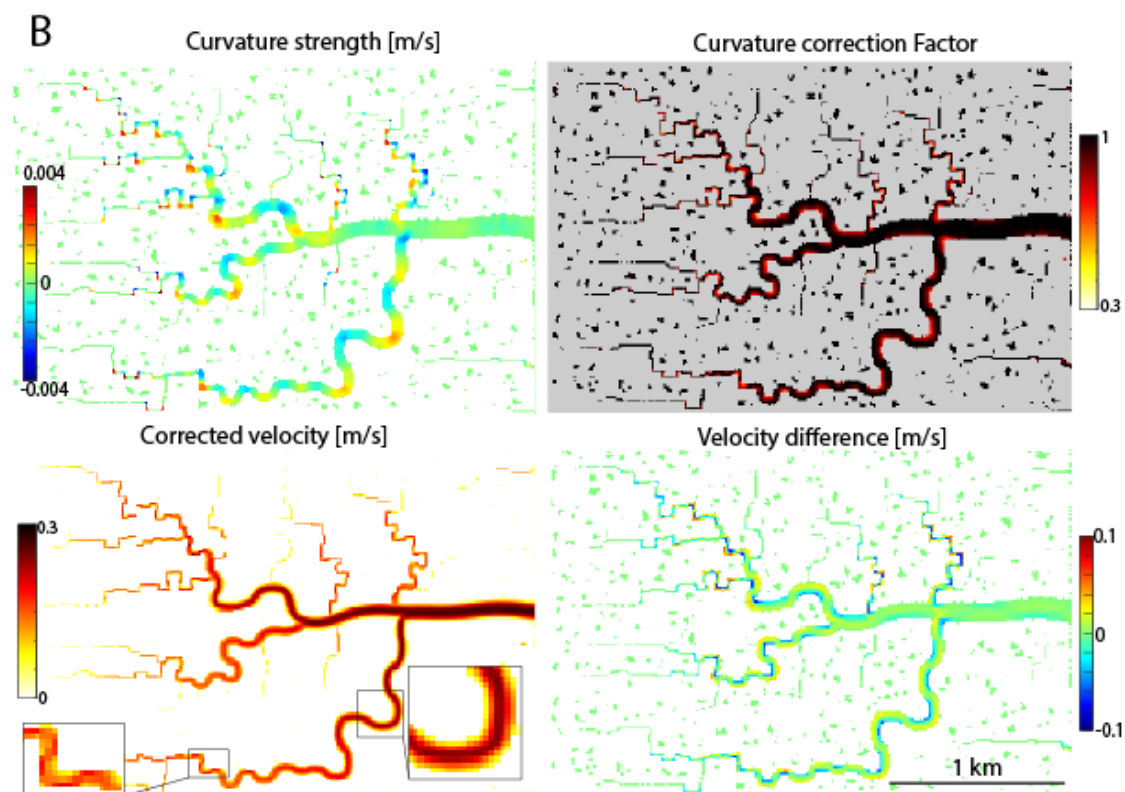 B
Curvature strength [m/s]
Curvature correction Factor
0.004
0
-0.004
1
0.3
Corrected velocity [m/s]
Velocity difference [m/s]
0.3
0
0.1
0
-0.1
1 km